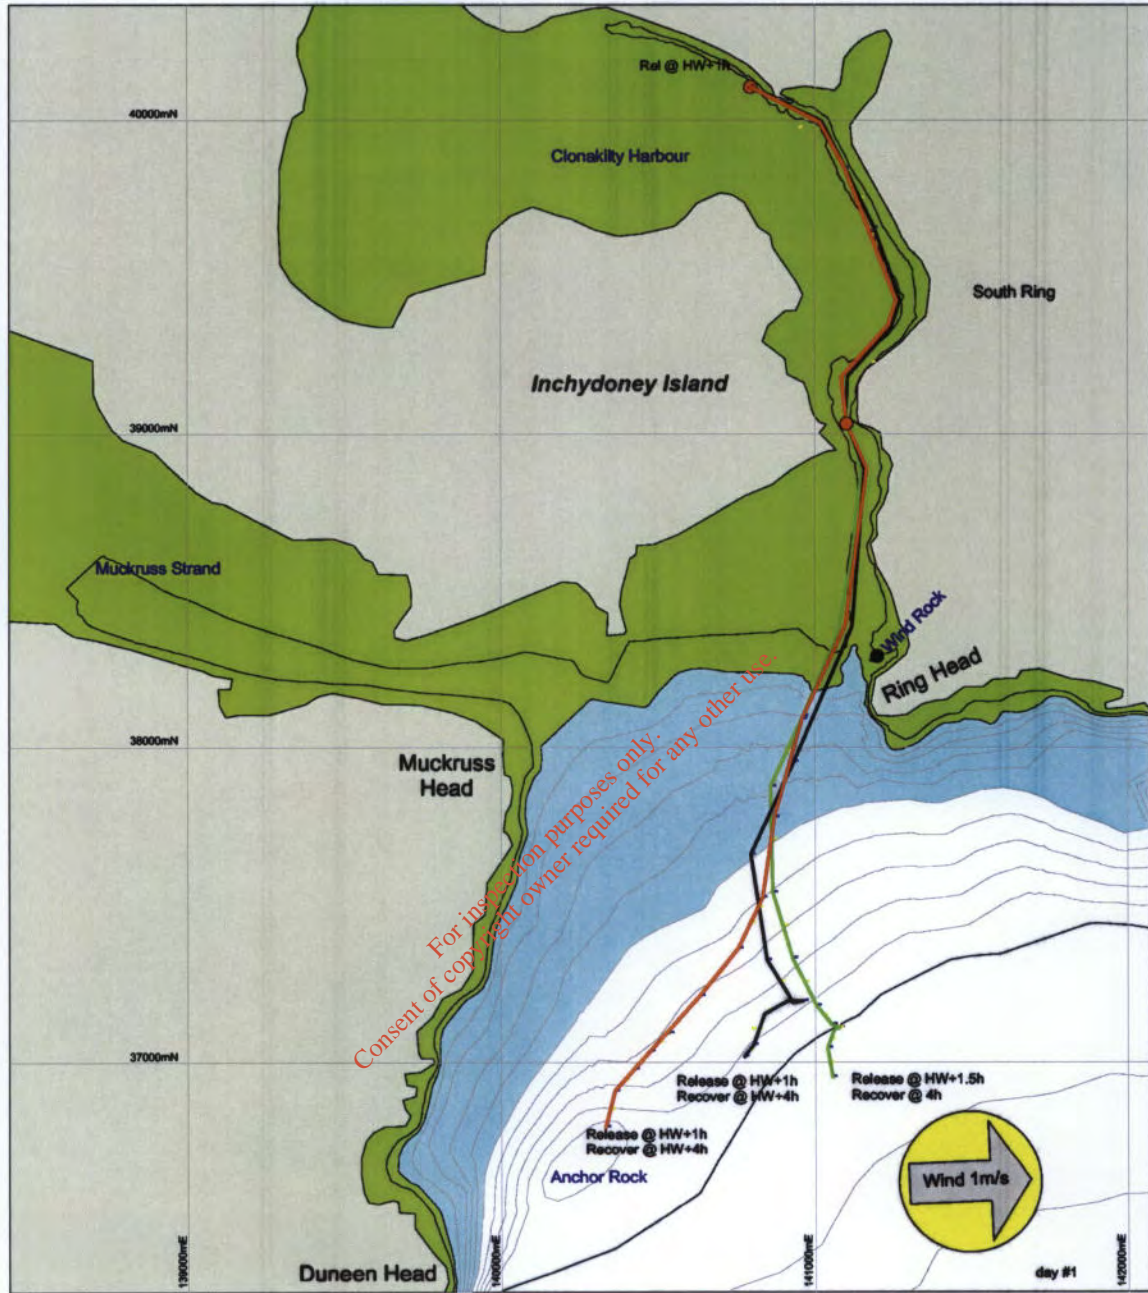 Rel @ HW+1h
40000mN
Clonakilty Harbour
South Ring
Inchydoney Island
39000mN
Muckruss Strand
Wind Rock
Ring Head
38000mN
Muckruss
Head
For inspection purposes only.
Consent of copyright owner required for any other use.
37000mN
Release @ HW+1h
Recover @ HW+4h
Release @ HW+1.5h
Recover @ 4h
Release @ HW+1h
Recover @ HW+4h
Anchor Rock
Wind 1m/s
Duneen Head
139000mE
140000mE
141000mE
142000mE
day #1